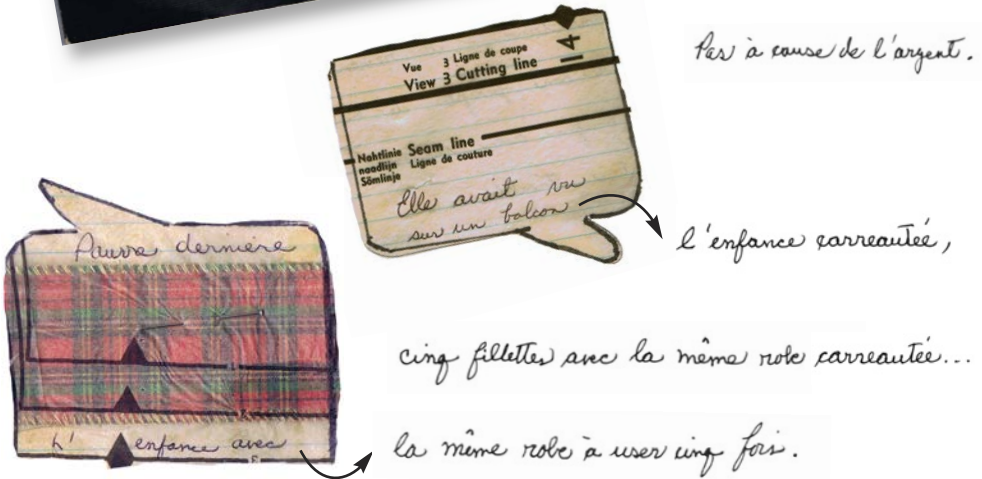 Pas à cause de l'argent.
Vue 3 Ligne de coupe
View 3 Cutting line
14
Nahtlinie Seam line
naadlijn Ligne de couture
Sömlinje
Elle avait vu
sur un balcon
l'enfance carreautée,
cinq fillettes avec la même robe carreautée...
Pauvre dernière
L'enfance avec
la même robe à user cinq fois.